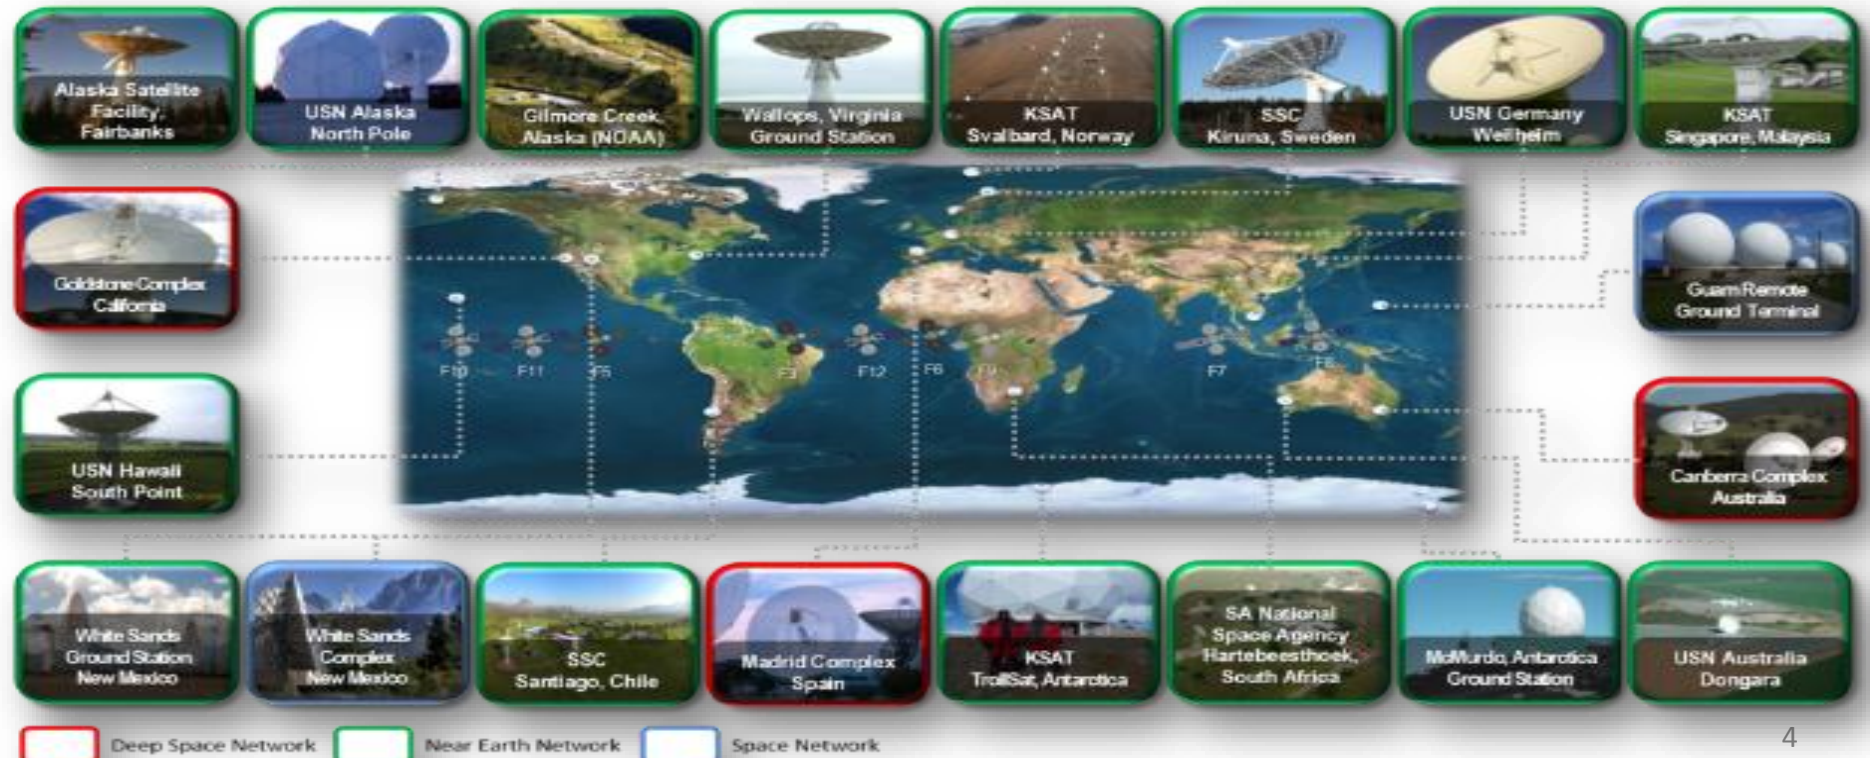 Alaska Satellite
Facility,
Fairbanks
USN Alaska
North Pole
Gilmore Creek,
Alaska (NOAA)
Wallops, Virginia
Ground Station
KSAT
Svalbard, Norway
SSC
Kiruna, Sweden
USN Germany
Weilheim
KSAT
Singapore, Malaysia
Goldstone Complex
California
Guam Remote
Ground Terminal
F10
F11
F5
F3
F12
F6
F9
F7
F8
USN Hawaii
South Point
Canberra Complex
Australia
White Sands
Ground Station
New Mexico
White Sands
Complex
New Mexico
SSC
Santiago, Chile
Madrid Complex
Spain
KSAT
TrollSat, Antarctica
SA National
Space Agency
Hartebeesthoek,
South Africa
McMurdo, Antarctica
Ground Station
USN Australia
Dongara
Deep Space Network
Near Earth Network
Space Network
4